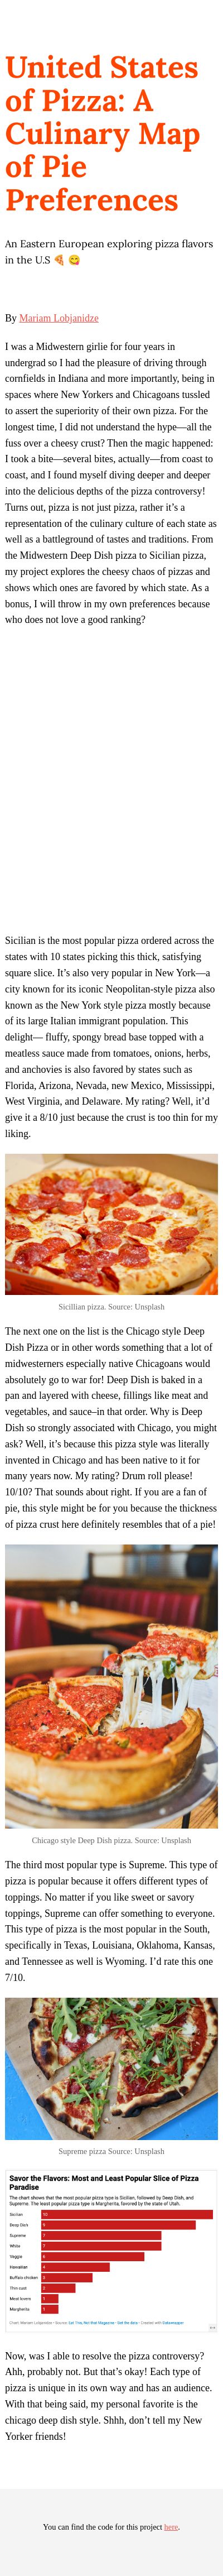 United States
of Pizza: A
Culinary Map
of Pie
Preferences
An Eastern European exploring pizza flavors
in the U.S 🍕 😋
By Mariam Lobjanidze
I was a Midwestern girlie for four years in
undergrad so I had the pleasure of driving through
cornfields in Indiana and more importantly, being in
spaces where New Yorkers and Chicagoans tussled
to assert the superiority of their own pizza. For the
longest time, I did not understand the hype—all the
fuss over a cheesy crust? Then the magic happened:
I took a bite—several bites, actually—from coast to
coast, and I found myself diving deeper and deeper
into the delicious depths of the pizza controversy!
Turns out, pizza is not just pizza, rather it's a
representation of the culinary culture of each state as
well as a battleground of tastes and traditions. From
the Midwestern Deep Dish pizza to Sicilian pizza,
my project explores the cheesy chaos of pizzas and
shows which ones are favored by which state. As a
bonus, I will throw in my own preferences because
who does not love a good ranking?
Sicilian is the most popular pizza ordered across the
states with 10 states picking this thick, satisfying
square slice. It's also very popular in New York—a
city known for its iconic Neopolitan-style pizza also
known as the New York style pizza mostly because
of its large Italian immigrant population. This
delight— fluffy, spongy bread base topped with a
meatless sauce made from tomatoes, onions, herbs,
and anchovies is also favored by states such as
Florida, Arizona, Nevada, new Mexico, Mississippi,
West Virginia, and Delaware. My rating? Well, it'd
give it a 8/10 just because the crust is too thin for my
liking.
Sicillian pizza. Source: Unsplash
The next one on the list is the Chicago style Deep
Dish Pizza or in other words something that a lot of
midwesterners especially native Chicagoans would
absolutely go to war for! Deep Dish is baked in a
pan and layered with cheese, fillings like meat and
vegetables, and sauce–in that order. Why is Deep
Dish so strongly associated with Chicago, you might
ask? Well, it's because this pizza style was literally
invented in Chicago and has been native to it for
many years now. My rating? Drum roll please!
10/10? That sounds about right. If you are a fan of
pie, this style might be for you because the thickness
of pizza crust here definitely resembles that of a pie!
Chicago style Deep Dish pizza. Source: Unsplash
The third most popular type is Supreme. This type of
pizza is popular because it offers different types of
toppings. No matter if you like sweet or savory
toppings, Supreme can offer something to everyone.
This type of pizza is the most popular in the South,
specifically in Texas, Louisiana, Oklahoma, Kansas,
and Tennessee as well is Wyoming. I'd rate this one
7/10.
Supreme pizza Source: Unsplash
Savor the Flavors: Most and Least Popular Slice of Pizza
Paradise
The chart shows that the most popular pizza type is Sicilian, followed by Deep Dish, and
Supreme. The least popular pizza type is Margherita, favored by the state of Utah.
Sicilian 10
Deep Dish 9
Supreme 7
White 7
Veggie 6
Hawaiian 4
Buffalo chicken 3
Thin crust 2
Meat lovers 1
Margherita 1
Chart: Mariam Lobjanidze • Source: Eat This, Not that Magazine • Get the data • Created with Datawrapper
Now, was I able to resolve the pizza controversy?
Ahh, probably not. But that's okay! Each type of
pizza is unique in its own way and has an audience.
With that being said, my personal favorite is the
chicago deep dish style. Shhh, don't tell my New
Yorker friends!
You can find the code for this project here.